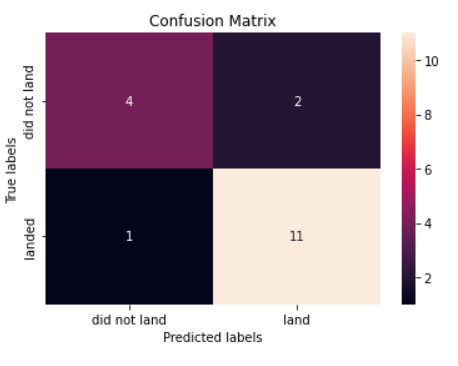 Confusion Matrix
did not land
landed
True labels
4
2
1
11
did not land
land
Predicted labels
10
8
6
4
2